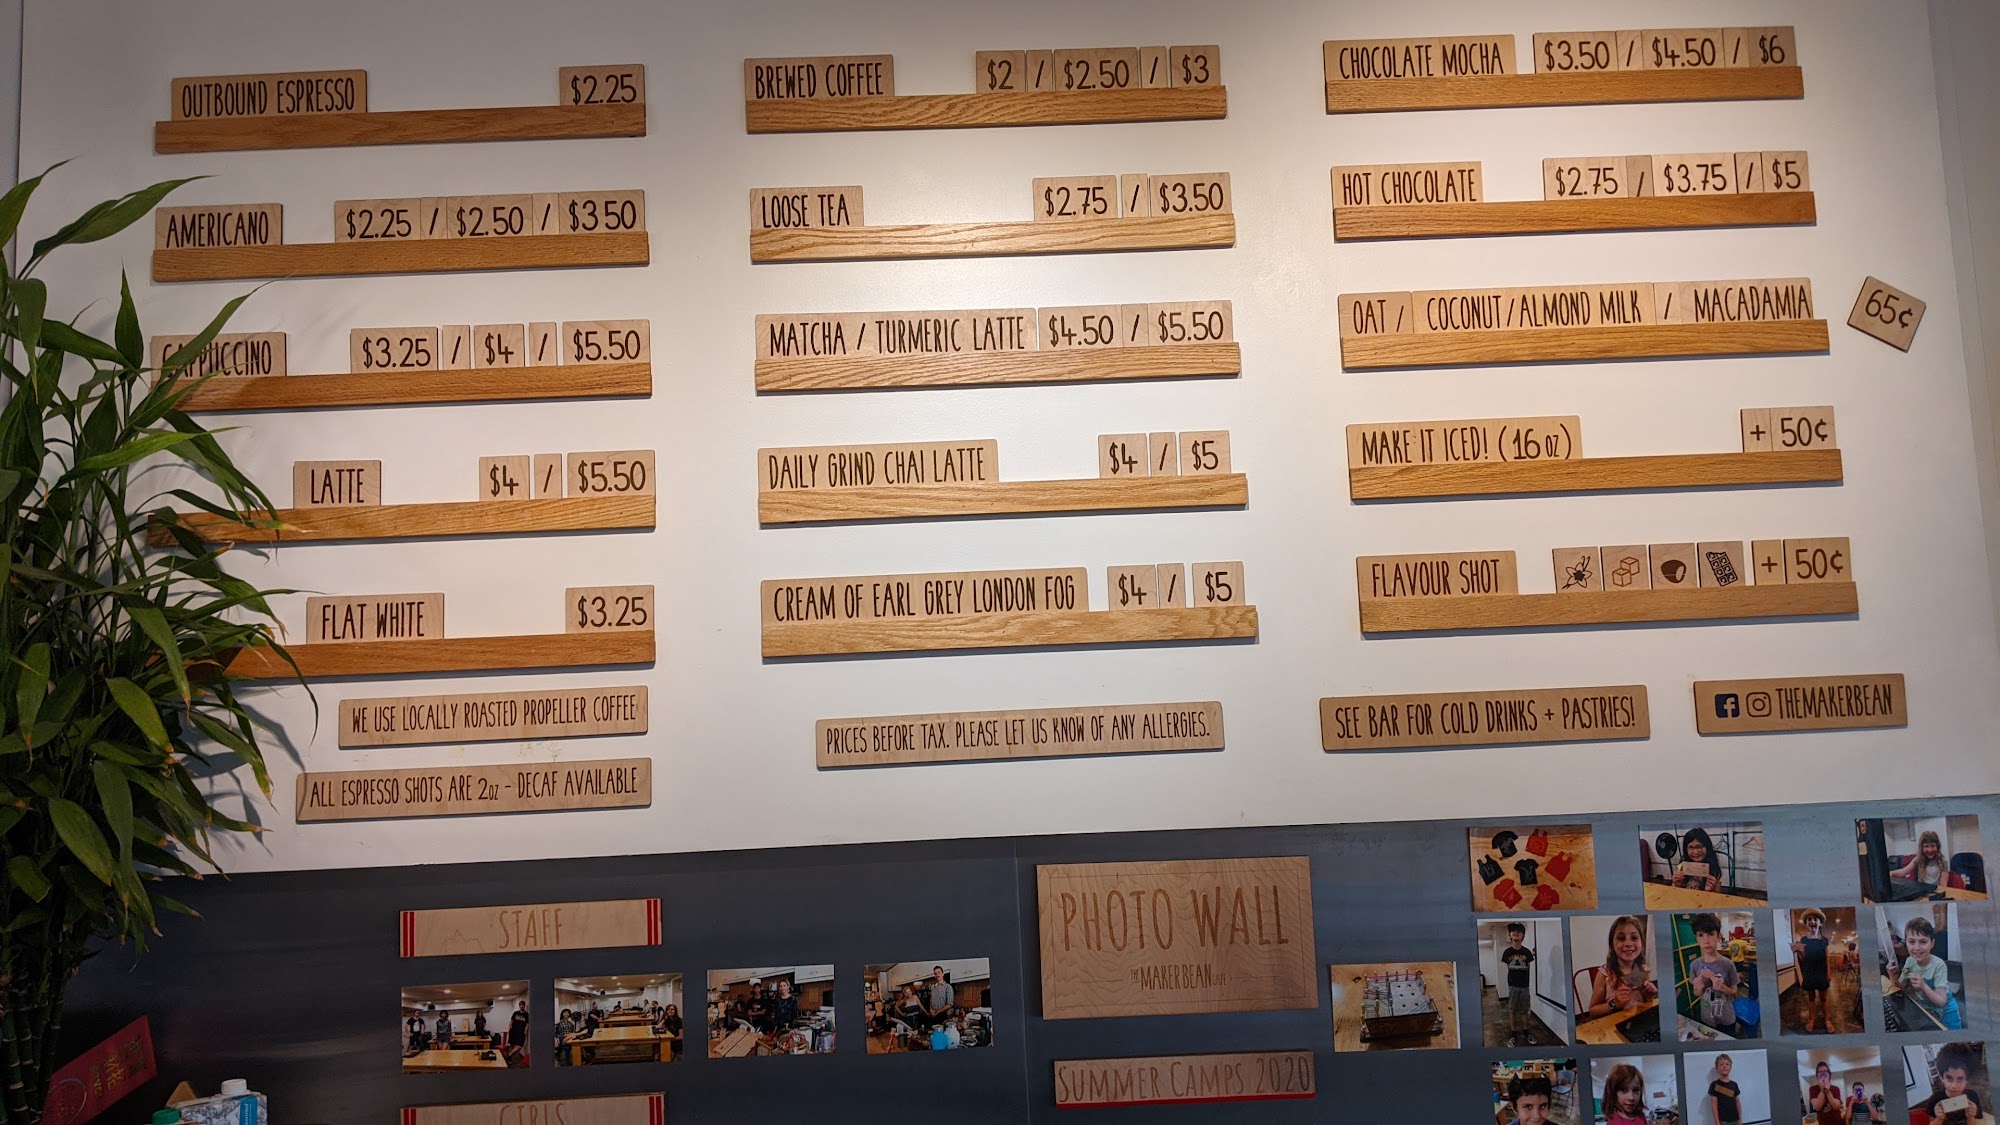 OUTBOUND ESPRESSO $2.25
AMERICANO $2.25 / $2.50 / $3 50
CAPPUCCINO $3.25 / $4 / $5.50
LATTE $4 / $5.50
FLAT WHITE $3.25
WE USE LOCALLY ROASTED PROPELLER COFFEE
ALL ESPRESSO SHOTS ARE 2oz - DECAF AVAILABLE
BREWED COFFEE $2 / $2.50 / $3
LOOSE TEA $2.75 / $3.50
MATCHA / TURMERIC LATTE $4.50 / $5.50
DAILY GRIND CHAI LATTE $4 / $5
CREAM OF EARL GREY LONDON FOG $4 / $5
PRICES BEFORE TAX. PLEASE LET US KNOW OF ANY ALLERGIES.
CHOCOLATE MOCHA $3.50 / $4.50 / $6
HOT CHOCOLATE $2.75 / $3.75 / $5
OAT / COCONUT / ALMOND MILK / MACADAMIA 65¢
MAKE IT ICED! (16 oz) + 50¢
FLAVOUR SHOT + 50¢
SEE BAR FOR COLD DRINKS + PASTRIES!
THEMAKERBEAN
STAFF
GIRLS
PHOTO WALL
THE MAKER BEAN CAFE
SUMMER CAMPS 2020